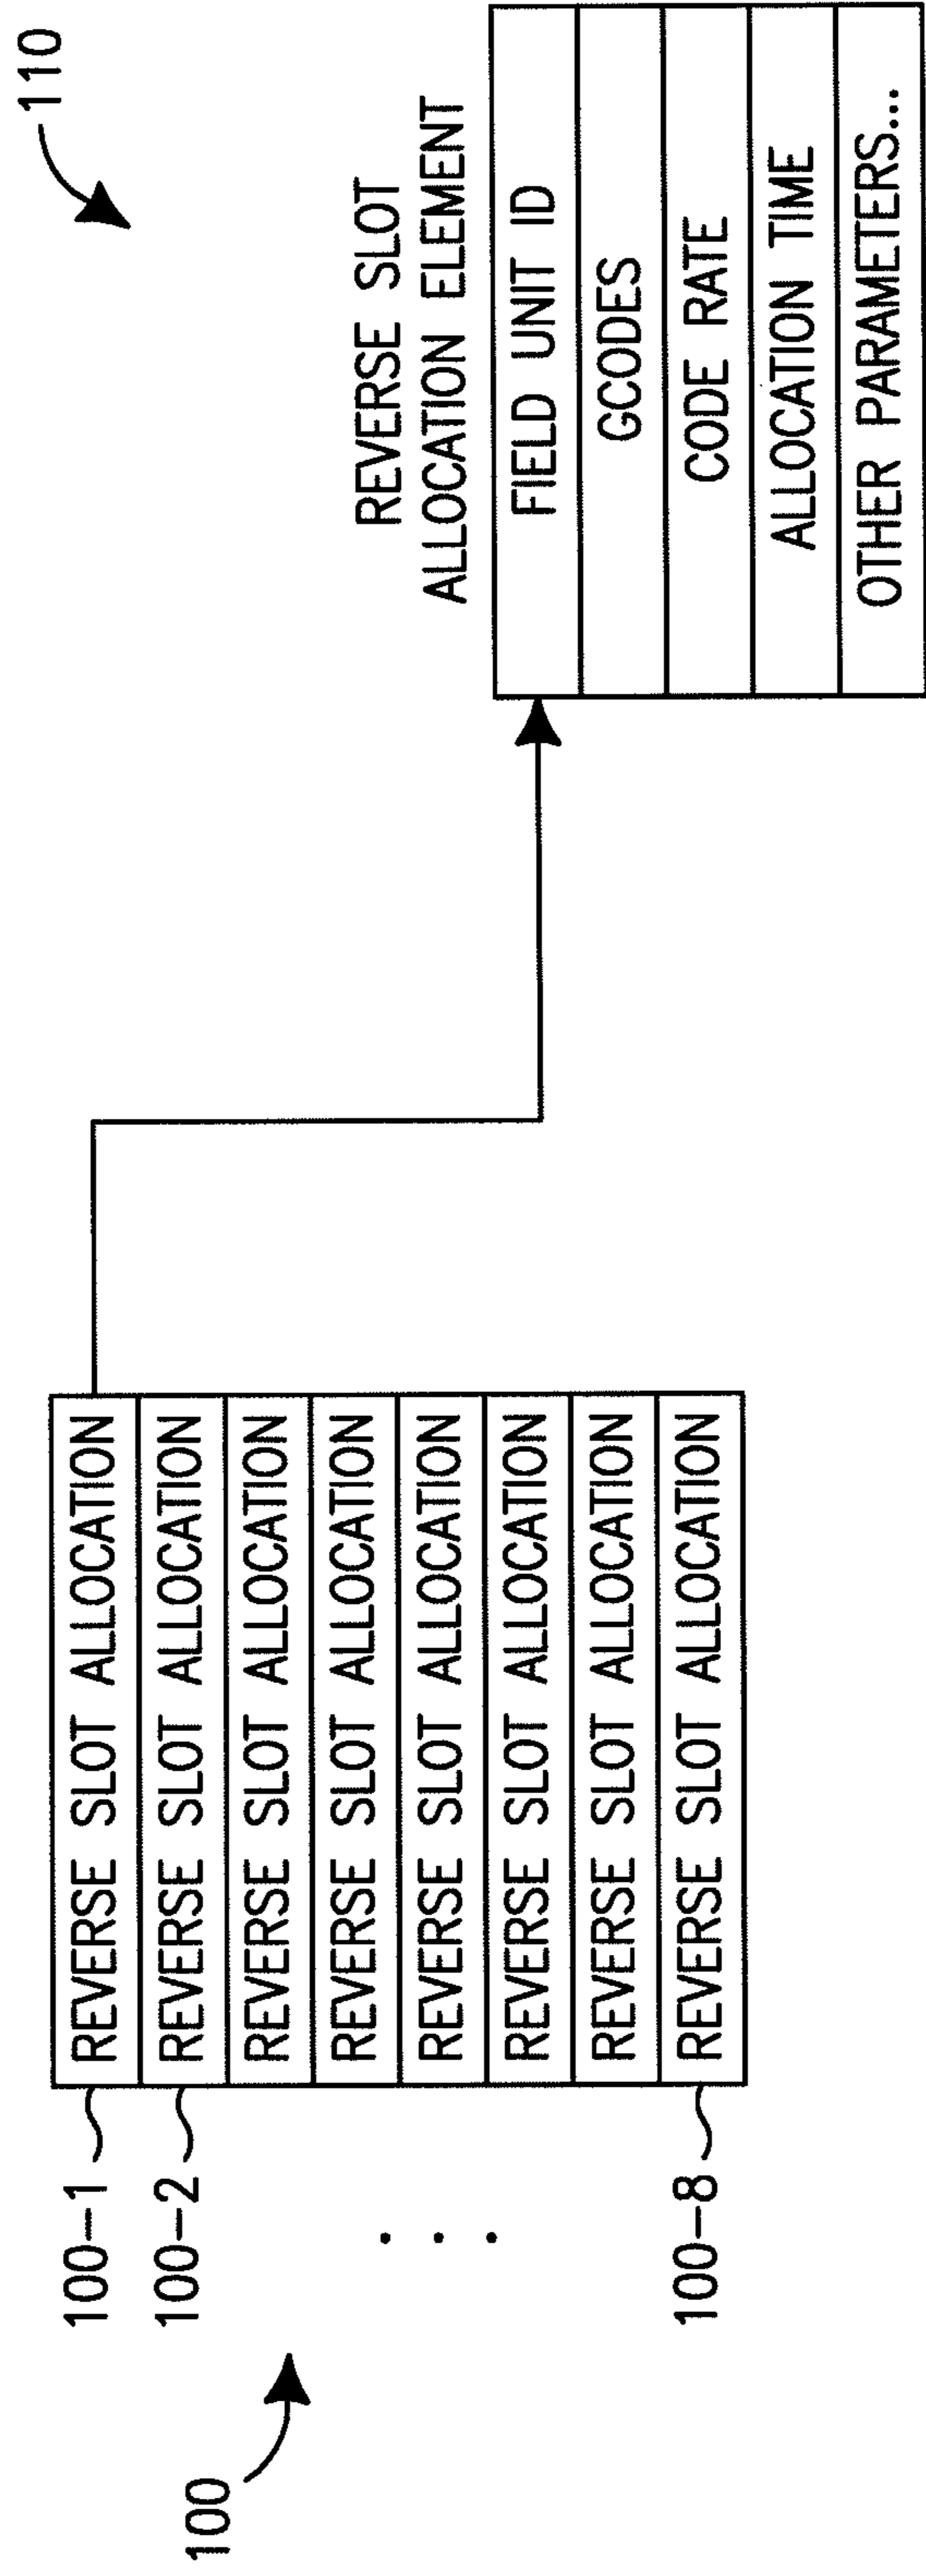 110
REVERSE SLOT
ALLOCATION ELEMENT
FIELD UNIT ID
GCODES
CODE RATE
ALLOCATION TIME
OTHER PARAMETERS...
100-1
REVERSE SLOT ALLOCATION
100-2
REVERSE SLOT ALLOCATION
REVERSE SLOT ALLOCATION
REVERSE SLOT ALLOCATION
REVERSE SLOT ALLOCATION
REVERSE SLOT ALLOCATION
REVERSE SLOT ALLOCATION
100-8
REVERSE SLOT ALLOCATION
100